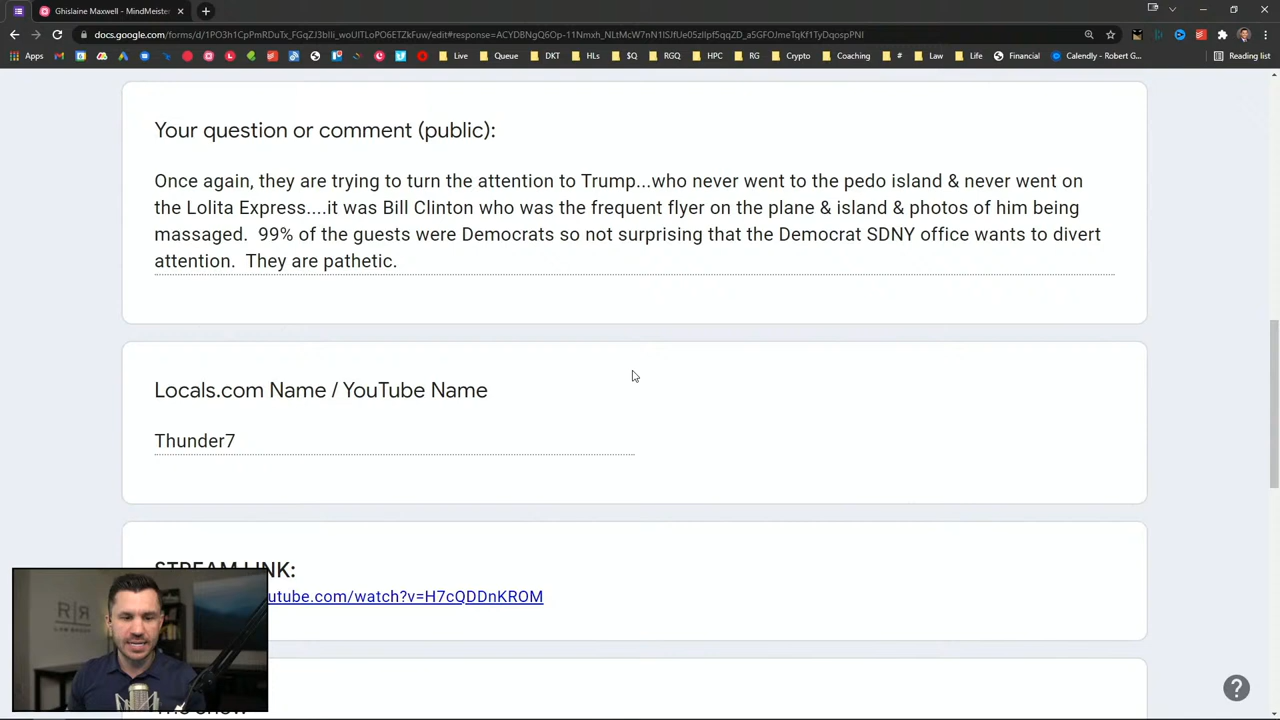 Ghislaine Maxwell - MindMeister
docs.google.com/forms/d/1PO3h1CpPmRDuTx_FGqZJ3blIi_woUITLoPO6ETZkFuw/edit#response=ACYDBNgQ6Op-11Nmxh_NLtMcW7nN1ISJfUe05zIlpf5qqZD_a5GFOJmeTqKf1TyDqospPNI
Apps Live Queue DKT HLs $Q RGQ HPC RG Crypto Coaching # Law Life Financial Calendly - Robert G... Reading list
Your question or comment (public):
Once again, they are trying to turn the attention to Trump...who never went to the pedo island & never went on
the Lolita Express....it was Bill Clinton who was the frequent flyer on the plane & island & photos of him being
massaged.  99% of the guests were Democrats so not surprising that the Democrat SDNY office wants to divert
attention.  They are pathetic.
Locals.com Name / YouTube Name
Thunder7
STREAM LINK:
utube.com/watch?v=H7cQDDnKROM
R|R
LAW GROUP